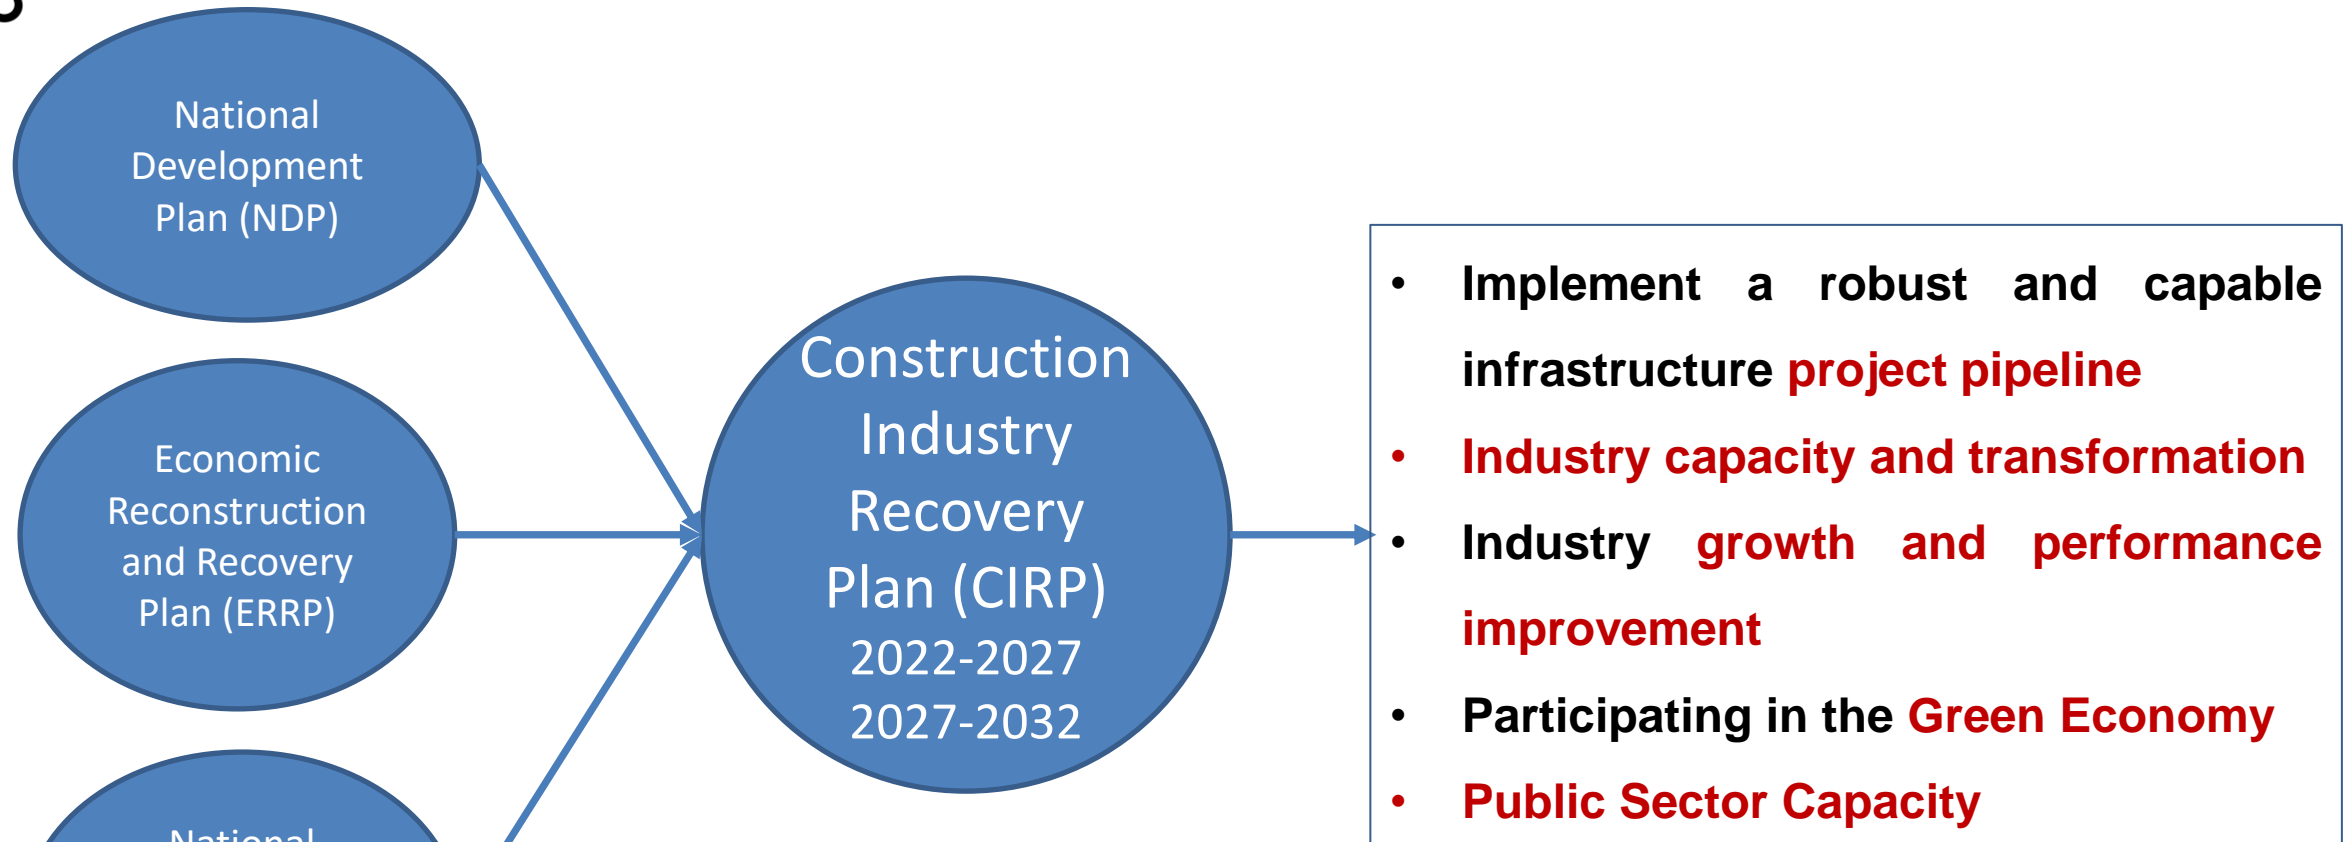 National
Development
Plan (NDP)
Economic
Reconstruction
and Recovery
Plan (ERRP)
National
Construction
Industry
Recovery
Plan (CIRP)
2022-2027
2027-2032
• Implement a robust and capable
infrastructure project pipeline
• Industry capacity and transformation
• Industry growth and performance
improvement
• Participating in the Green Economy
• Public Sector Capacity